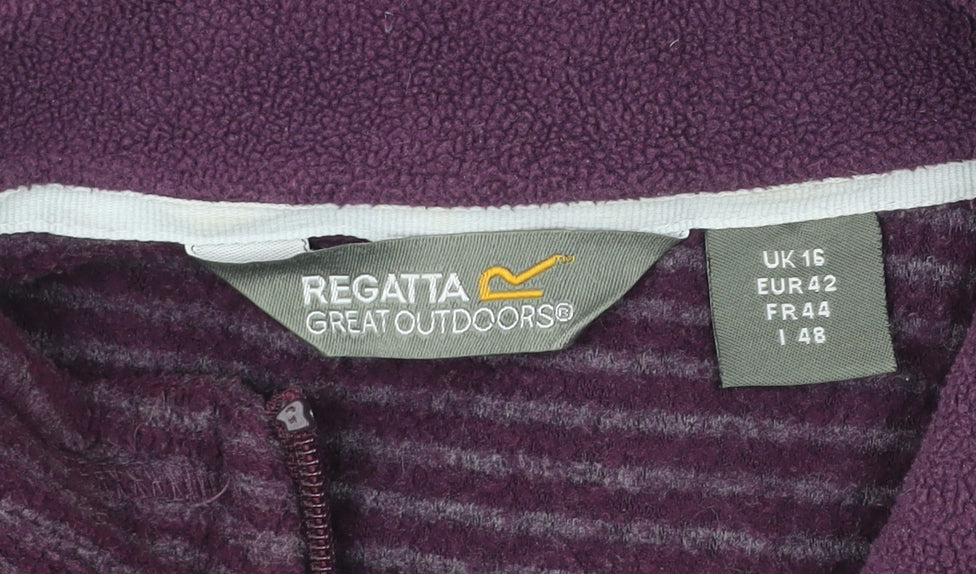 REGATTA
GREAT OUTDOORS®
UK 16
EUR 42
FR 44
I 48